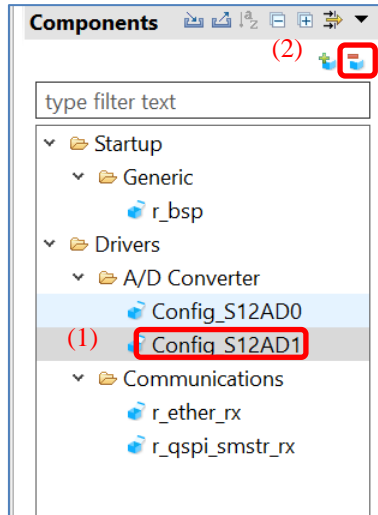 Components
(2)
type filter text
Startup
Generic
r_bsp
Drivers
A/D Converter
Config_S12AD0
(1) Config_S12AD1
Communications
r_ether_rx
r_qspi_smstr_rx